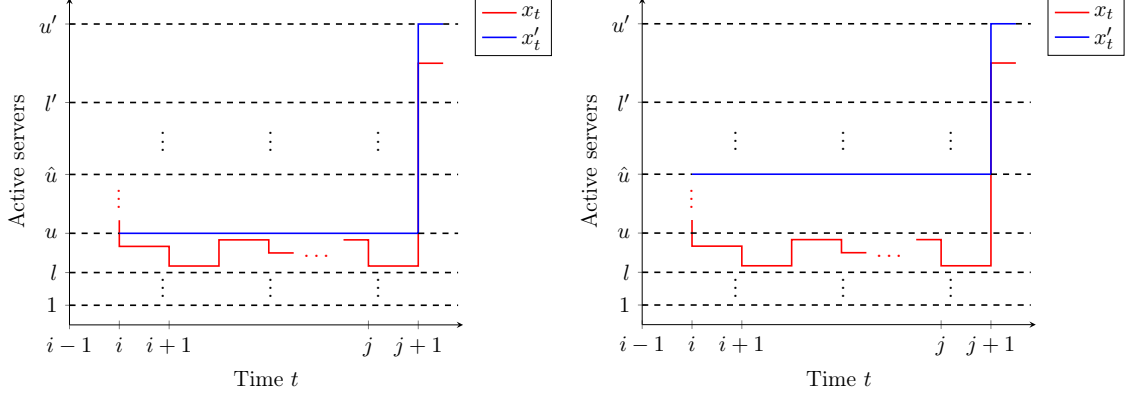 x_t
x'_t
u'
l'
û
u
l
1
Active servers
i − 1
i
i + 1
j
j + 1
Time t
x_t
x'_t
u'
l'
û
u
l
1
Active servers
i − 1
i
i + 1
j
j + 1
Time t